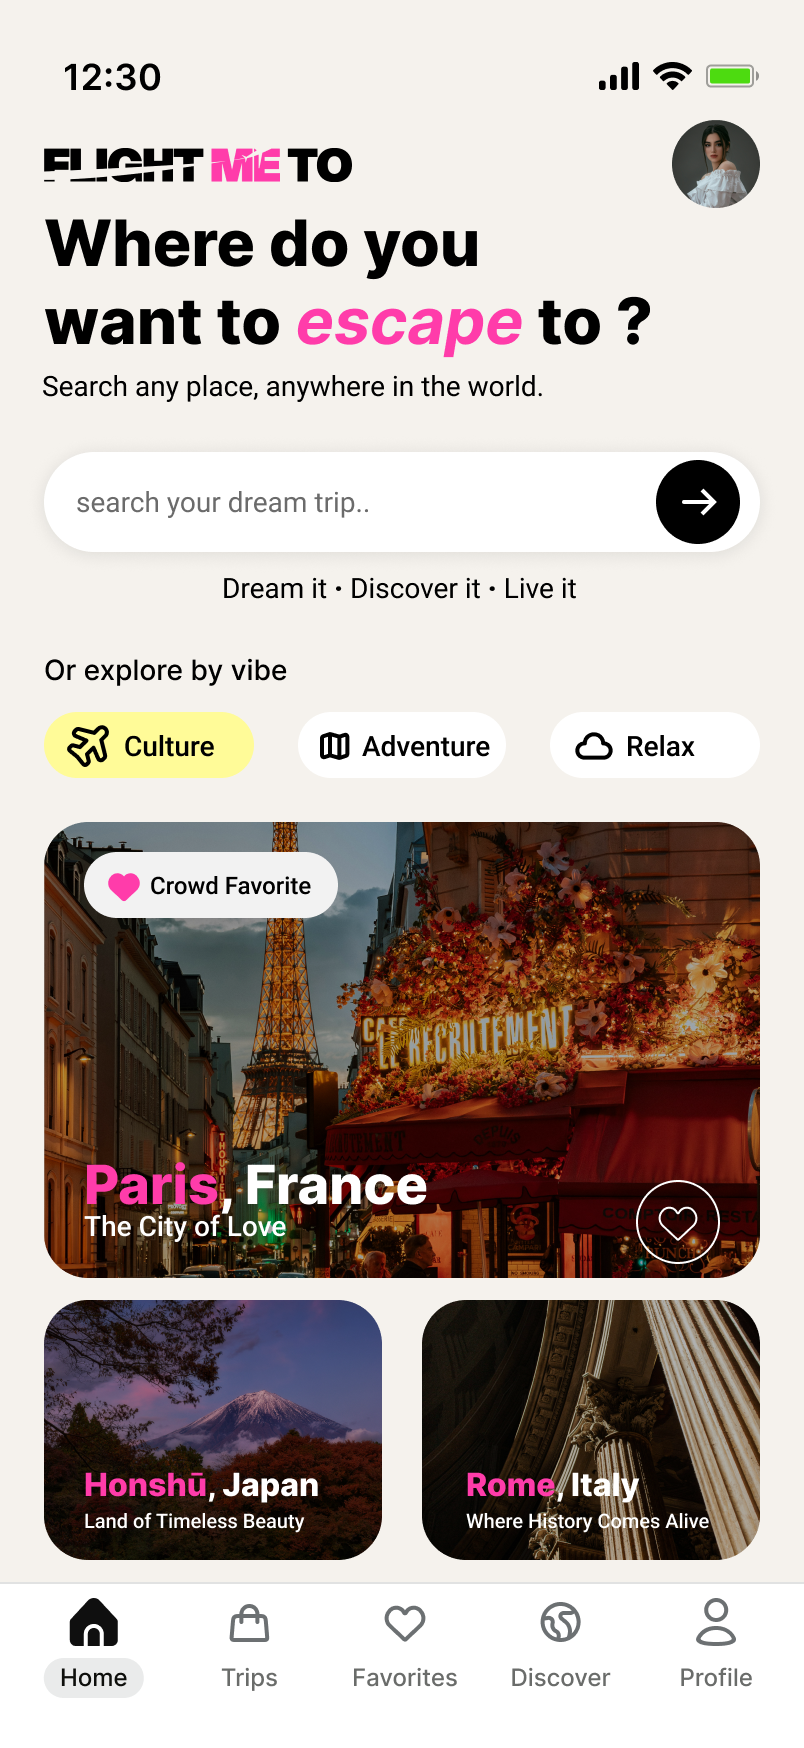 12:30
FLIGHT ME TO
Where do you
want to escape to ?
Search any place, anywhere in the world.
search your dream trip..
Dream it • Discover it • Live it
Or explore by vibe
Culture
Adventure
Relax
Crowd Favorite
CAFE
LE RECRUTEMENT
DEPUIS
Paris, France
The City of Love
Honshū, Japan
Land of Timeless Beauty
Rome, Italy
Where History Comes Alive
Home
Trips
Favorites
Discover
Profile